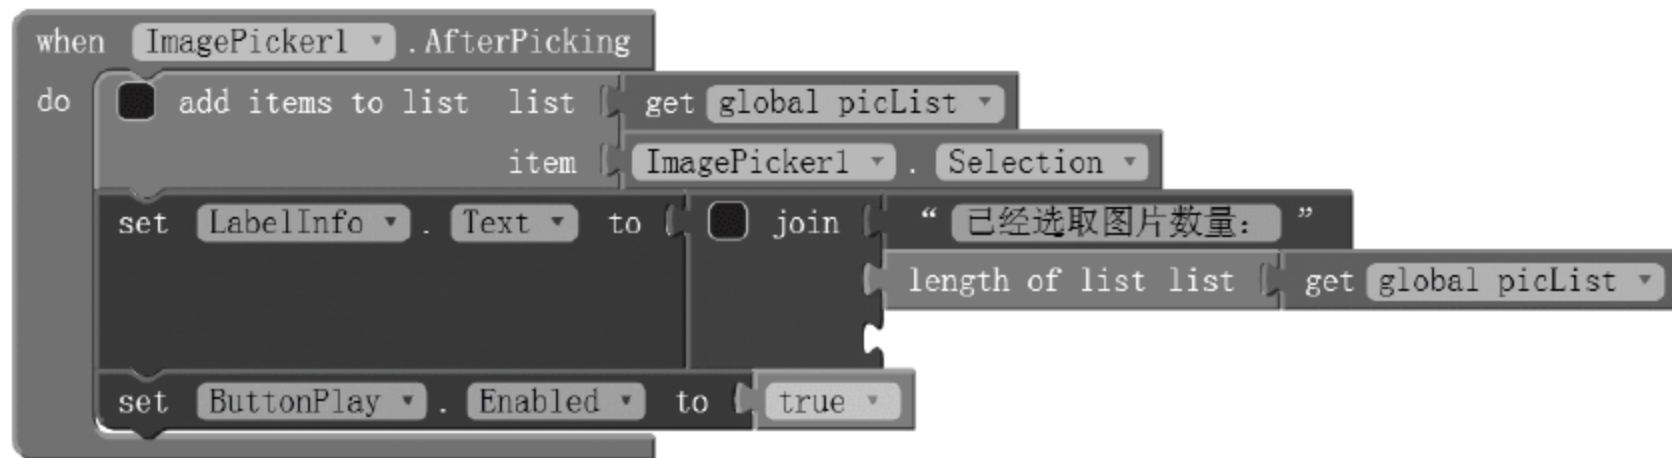 when ImagePicker1 .AfterPicking
do add items to list list get global picList
item ImagePicker1 . Selection
set LabelInfo . Text to join “ 已经选取图片数量： ”
length of list list get global picList
set ButtonPlay . Enabled to true